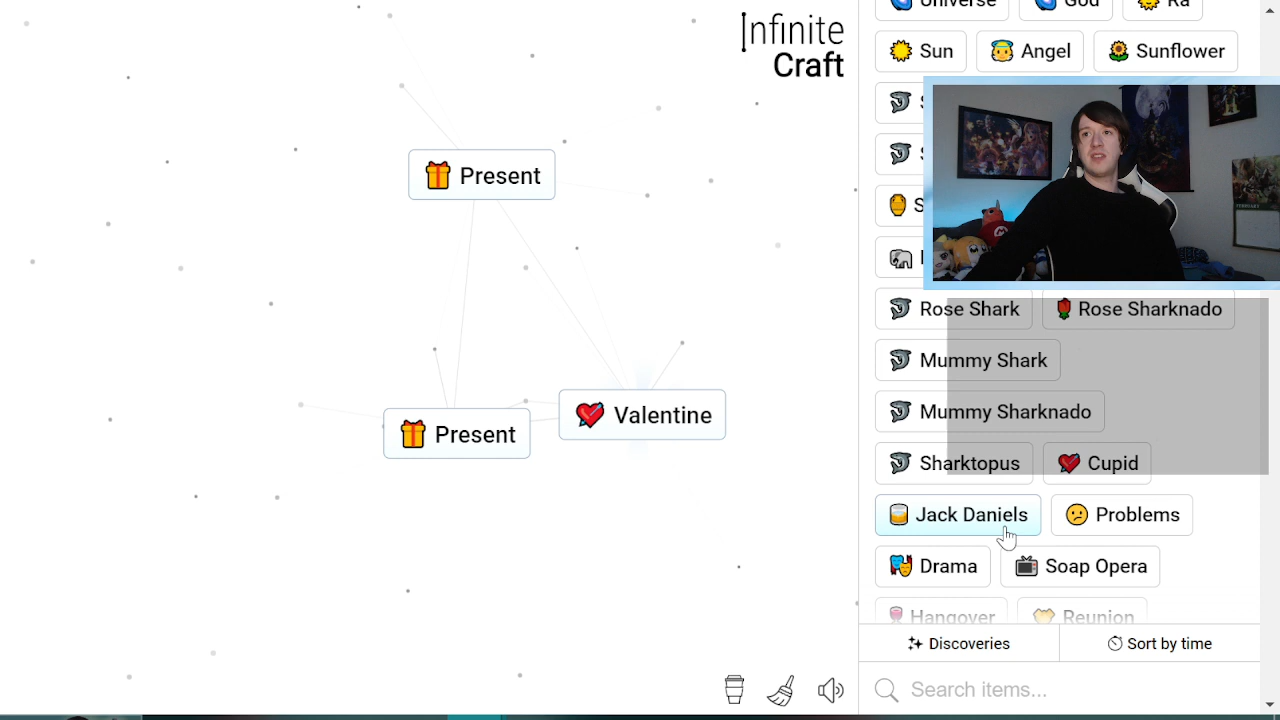 Infinite
Craft
Universe
God
Ra
Sun
Angel
Sunflower
Present
Rose Shark
Rose Sharknado
Mummy Shark
Mummy Sharknado
Present
Valentine
Sharktopus
Cupid
Jack Daniels
Problems
Drama
Soap Opera
Hangover
Reunion
Discoveries
Sort by time
Search items...
FEBRUARY